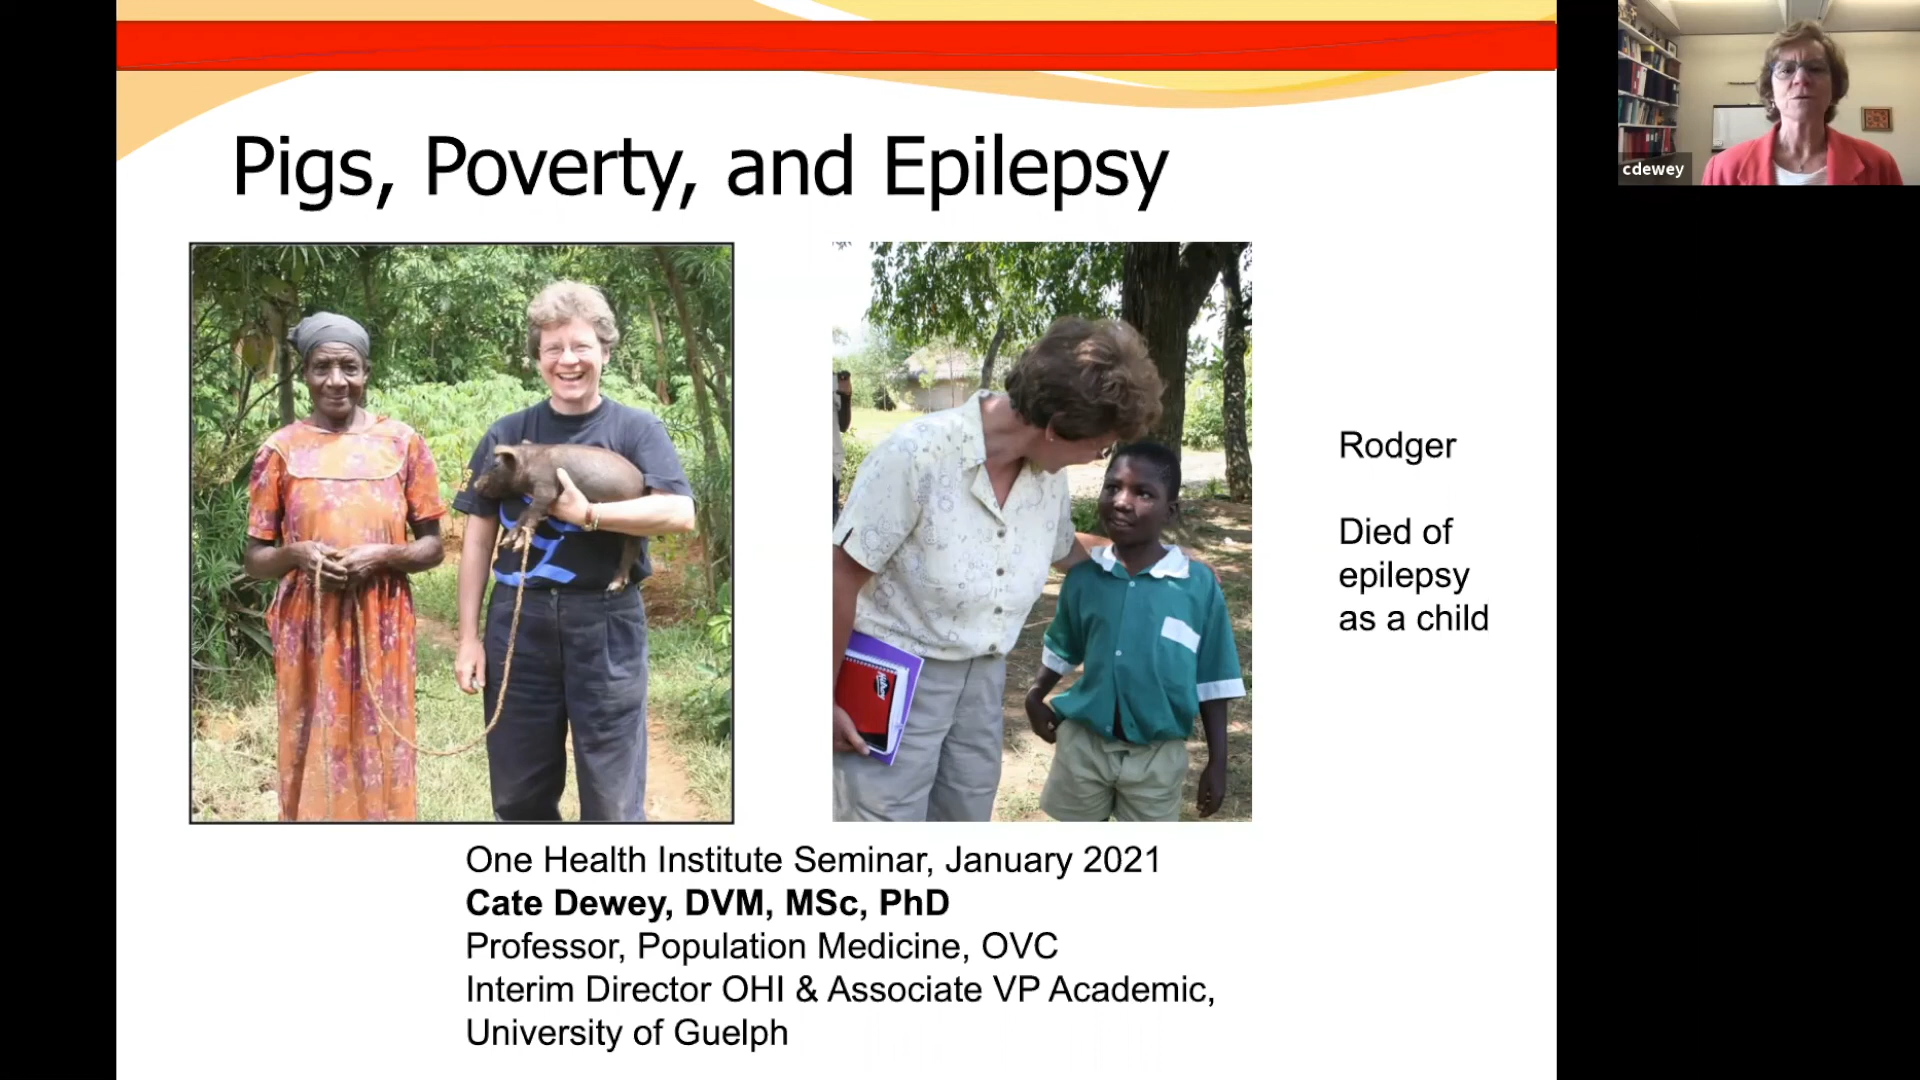 Pigs, Poverty, and Epilepsy
cdewey
Rodger
Died of
epilepsy
as a child
One Health Institute Seminar, January 2021
Cate Dewey, DVM, MSc, PhD
Professor, Population Medicine, OVC
Interim Director OHI & Associate VP Academic,
University of Guelph